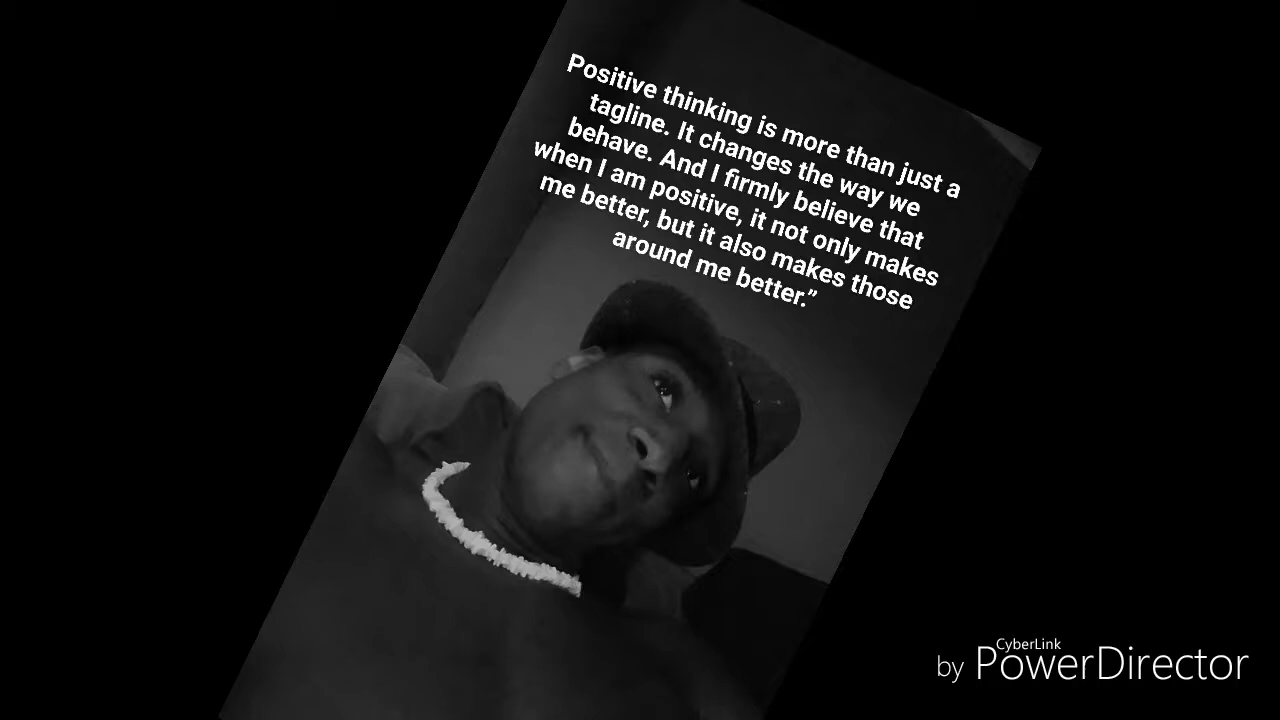 Positive thinking is more than just a
tagline. It changes the way we
behave. And I firmly believe that
when I am positive, it not only makes
me better, but it also makes those
around me better.”
by CyberLink PowerDirector